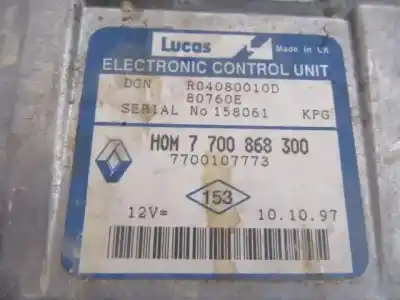 Lucas Made in UK
ELECTRONIC CONTROL UNIT
DGN R04080010D
80760E
SERIAL No 158061 KPG
HOM 7 700 868 300
7700107773
153
12V= 10.10.97